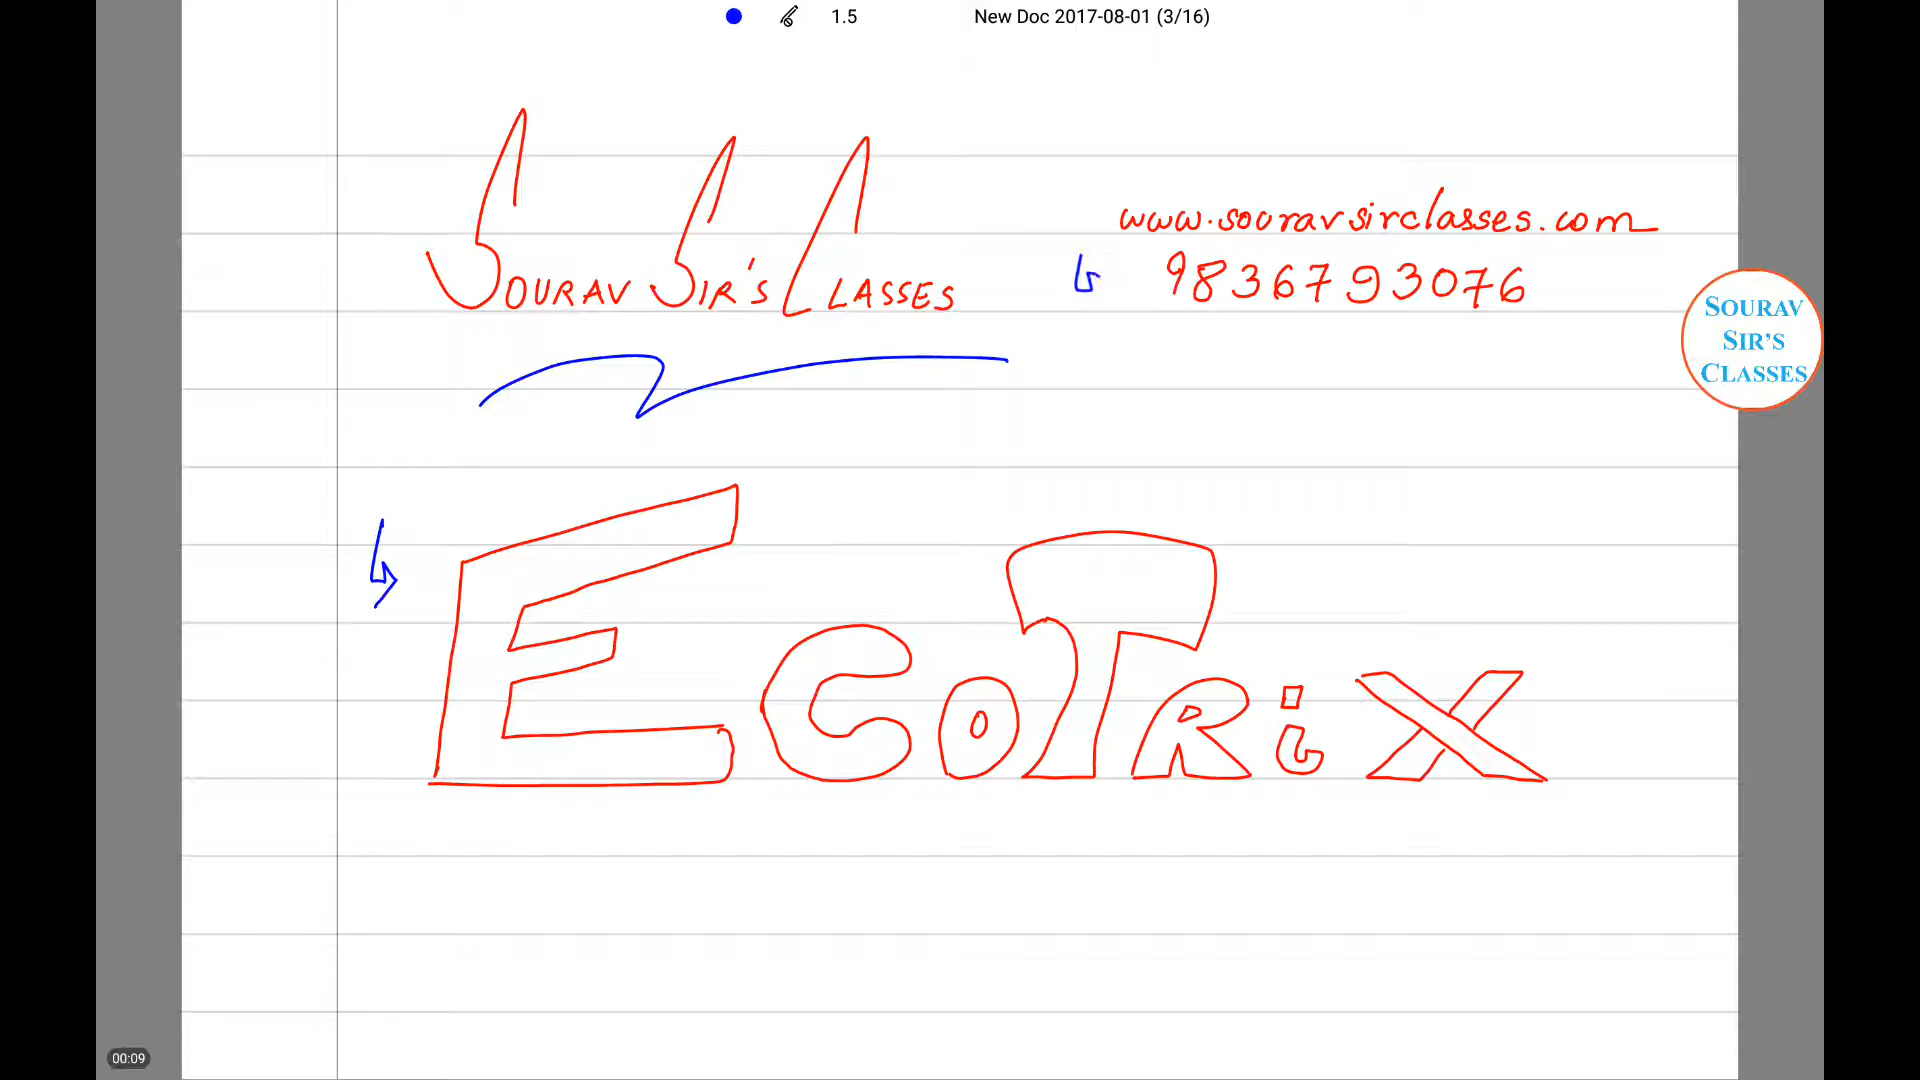 1.5 New Doc 2017-08-01 (3/16)
SOURAV SIR'S CLASSES
www.souravsirclasses.com
9836793076
SOURAV
SIR'S
CLASSES
ECOTRiX
00:09